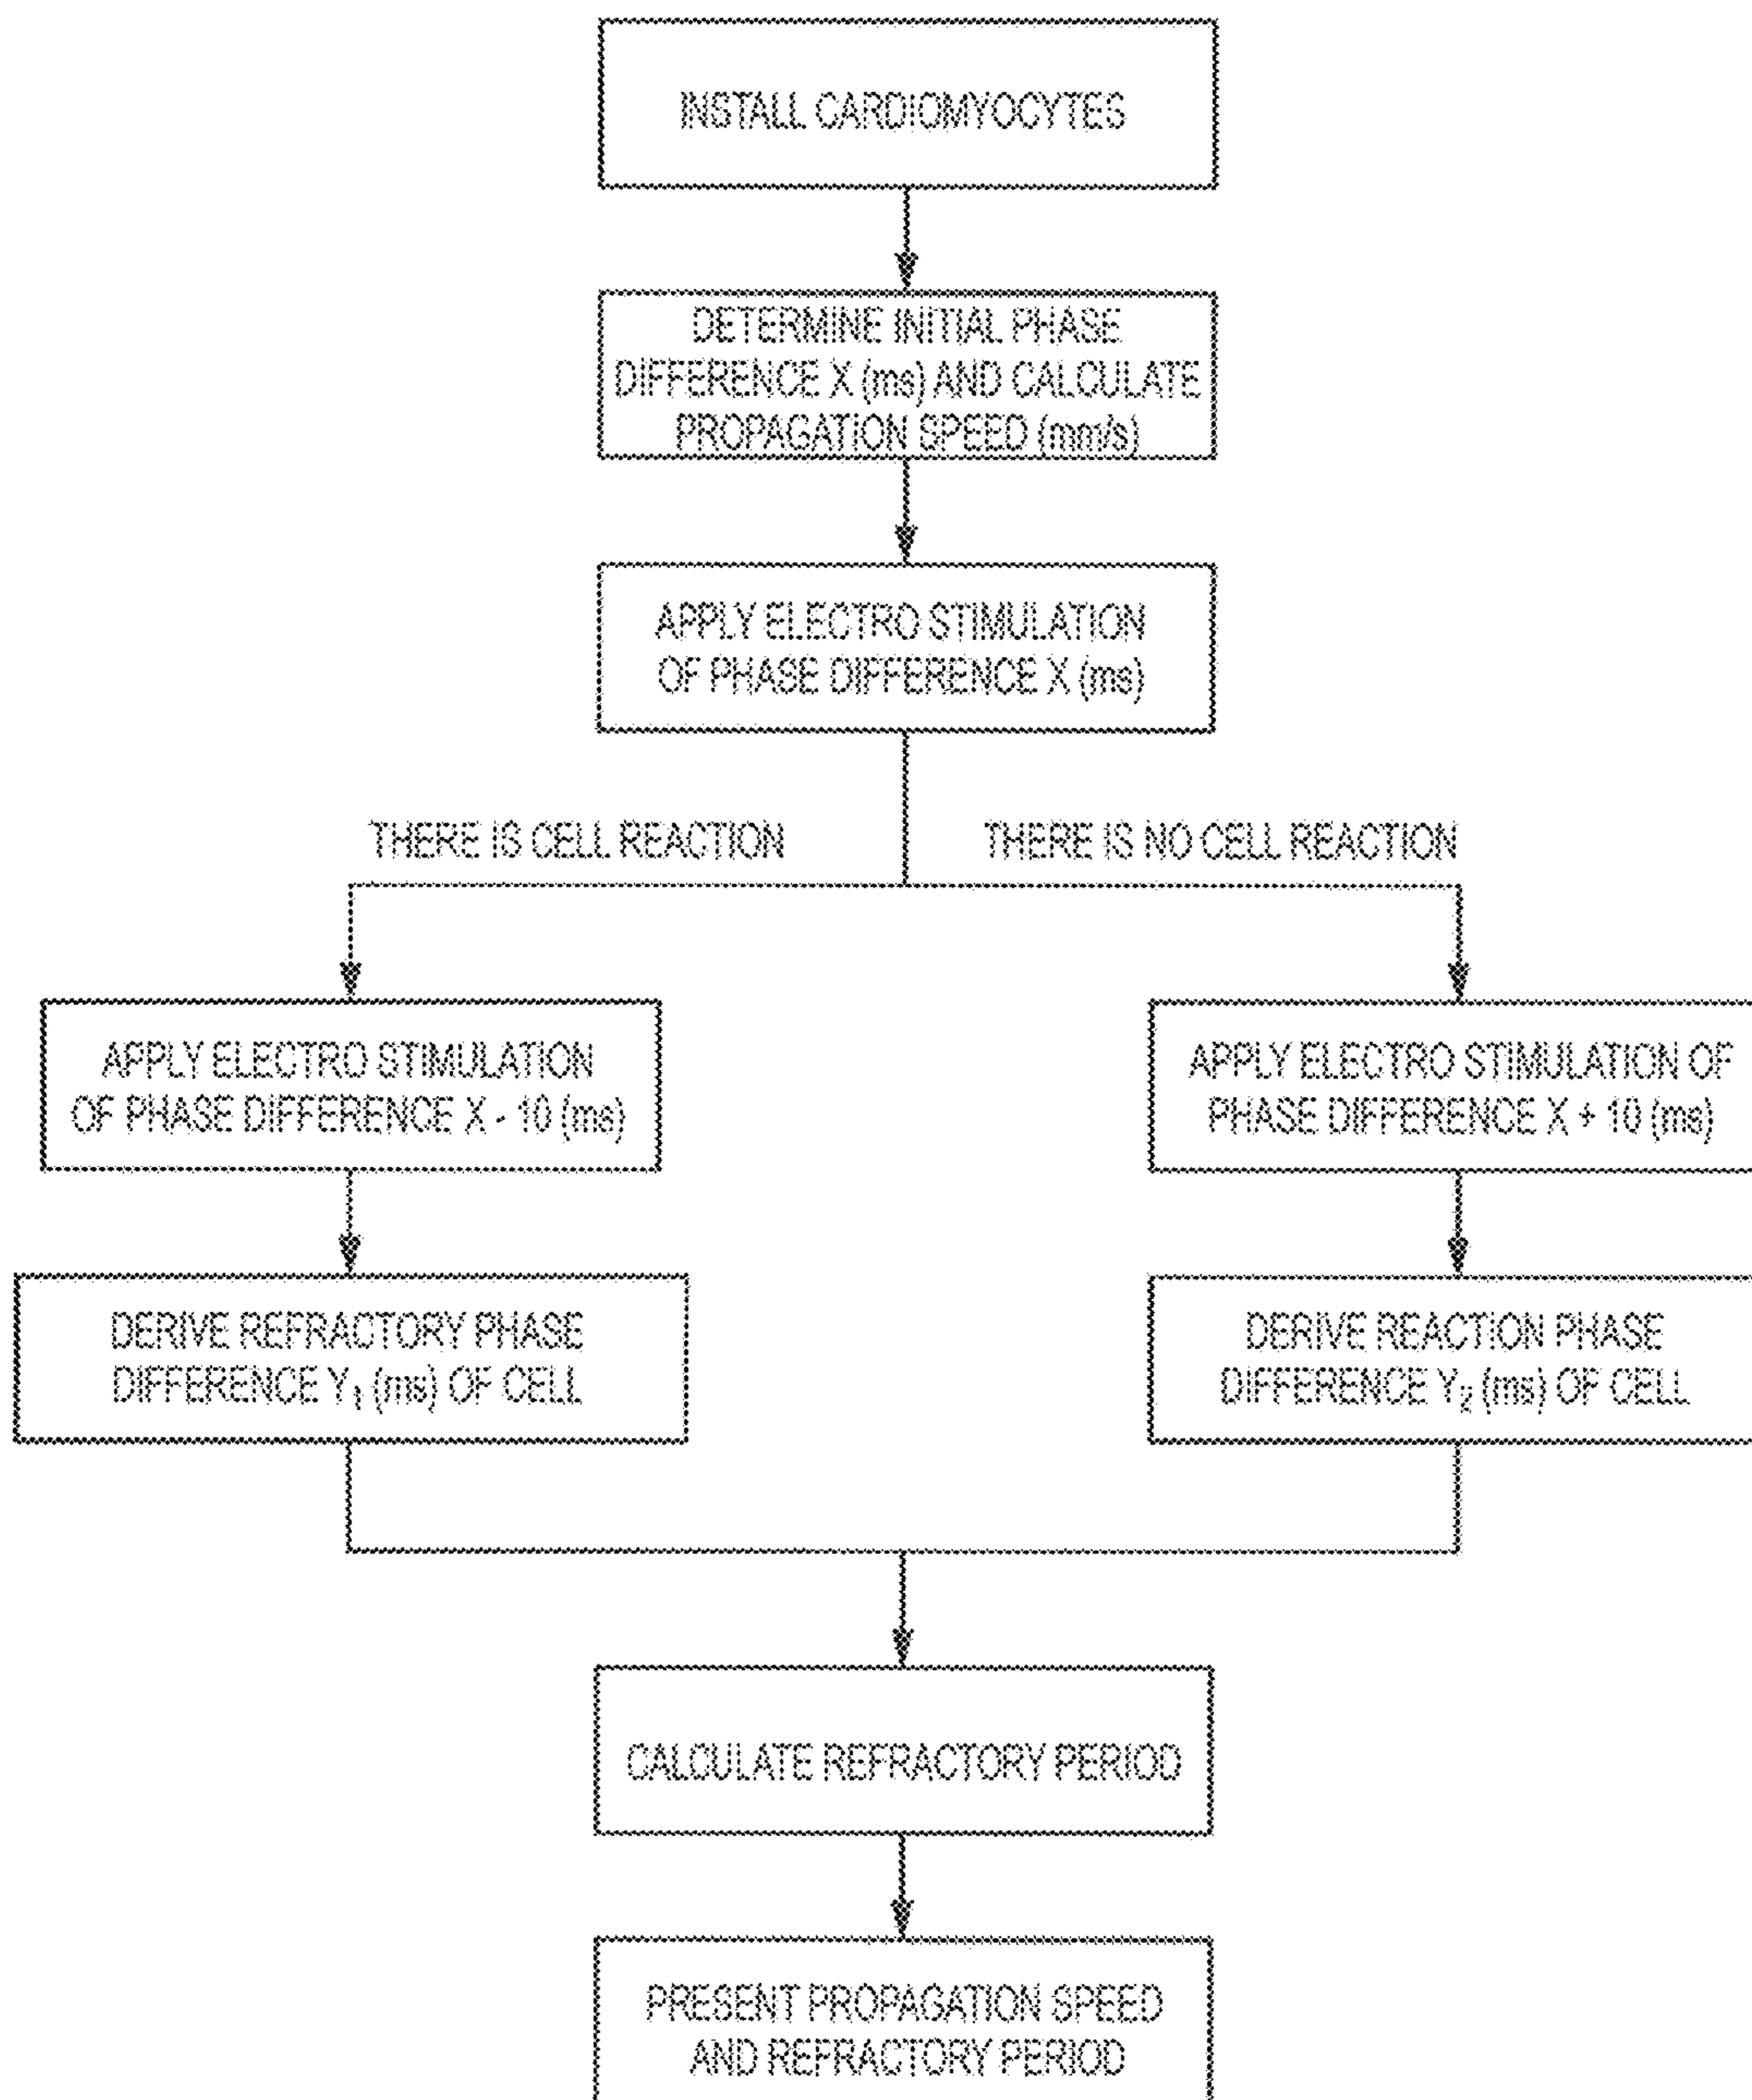 INSTALL CARDIOMYOCYTES
DETERMINE INITIAL PHASE
DIFFERENCE X (ms) AND CALCULATE
PROPAGATION SPEED (mm/s)
APPLY ELECTRO STIMULATION
OF PHASE DIFFERENCE X (ms)
THERE IS CELL REACTION
THERE IS NO CELL REACTION
APPLY ELECTRO STIMULATION
OF PHASE DIFFERENCE X - 10 (ms)
APPLY ELECTRO STIMULATION OF
PHASE DIFFERENCE X + 10 (ms)
DERIVE REFRACTORY PHASE
DIFFERENCE Y₁ (ms) OF CELL
DERIVE REACTION PHASE
DIFFERENCE Y₂ (ms) OF CELL
CALCULATE REFRACTORY PERIOD
PRESENT PROPAGATION SPEED
AND REFRACTORY PERIOD